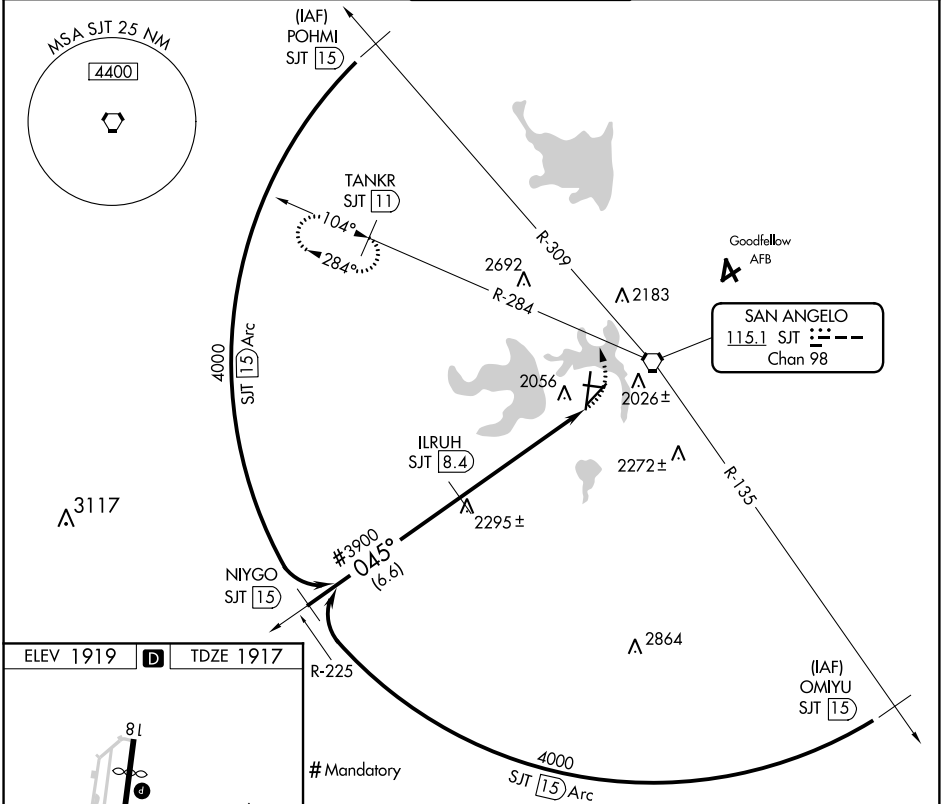 MSA SJT 25 NM
4400
(IAF)
POHMI
SJT 15
TANKR
SJT 11
104°
284°
R-309
2692
R-284
2183
Goodfellow
AFB
SAN ANGELO
115.1 SJT
Chan 98
4000
SJT 15 Arc
2056
2026±
ILRUH
SJT 8.4
2272±
R-135
3117
2295±
#3900
045°
(6.6)
NIYGO
SJT 15
R-225
2864
(IAF)
OMIYU
SJT 15
4000
SJT 15 Arc
ELEV 1919 D TDZE 1917
18
P
# Mandatory